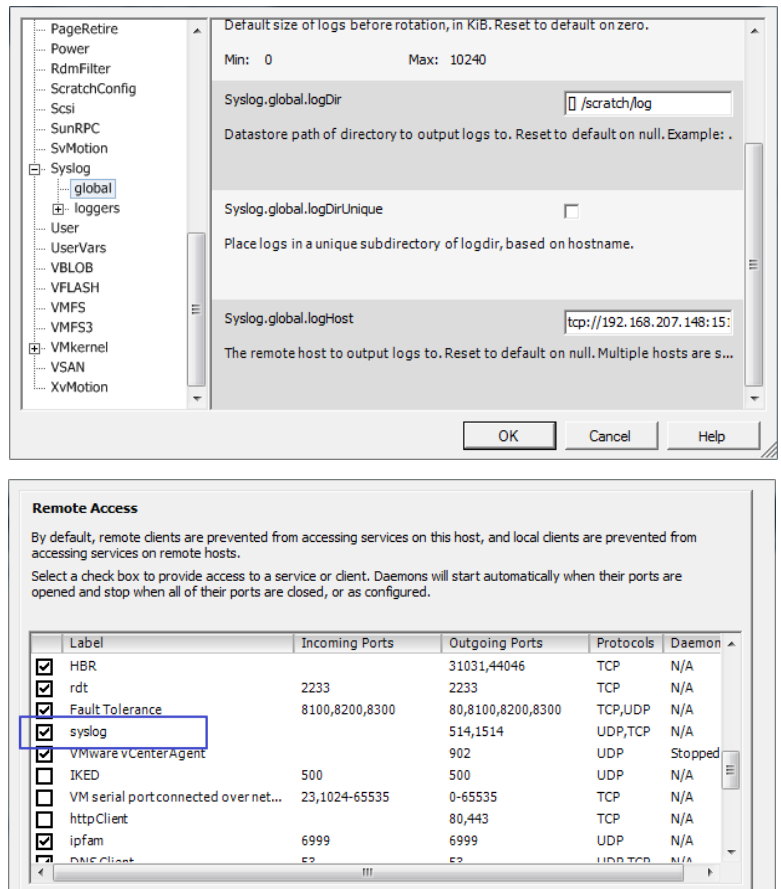 PageRetire
Power
RdmFilter
ScratchConfig
Scsi
SunRPC
SvMotion
Syslog
global
loggers
User
UserVars
VBLOB
VFLASH
VMFS
VMFS3
VMkernel
VSAN
XvMotion
Default size of logs before rotation, in KiB. Reset to default on zero.
Min: 0 Max: 10240
Syslog.global.logDir [] /scratch/log
Datastore path of directory to output logs to. Reset to default on null. Example: .
Syslog.global.logDirUnique
Place logs in a unique subdirectory of logdir, based on hostname.
Syslog.global.logHost tcp://192.168.207.148:151
The remote host to output logs to. Reset to default on null. Multiple hosts are s...
OK Cancel Help
Remote Access
By default, remote clients are prevented from accessing services on this host, and local clients are prevented from
accessing services on remote hosts.
Select a check box to provide access to a service or client. Daemons will start automatically when their ports are
opened and stop when all of their ports are closed, or as configured.
Label Incoming Ports Outgoing Ports Protocols Daemon
HBR 31031,44046 TCP N/A
rdt 2233 2233 TCP N/A
Fault Tolerance 8100,8200,8300 80,8100,8200,8300 TCP,UDP N/A
syslog 514,1514 UDP,TCP N/A
VMware vCenterAgent 902 UDP Stopped
IKED 500 500 UDP N/A
VM serial port connected over net... 23,1024-65535 0-65535 TCP N/A
httpClient 80,443 TCP N/A
ipfam 6999 6999 UDP N/A
DNS Client 53 53 UDP,TCP N/A